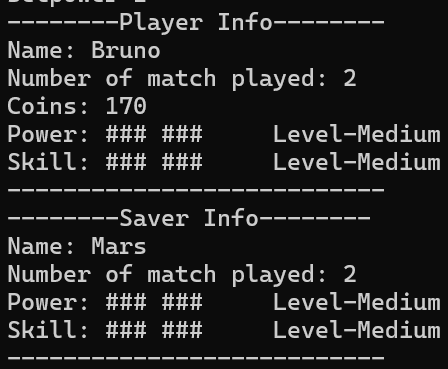 --------Player Info--------
Name: Bruno
Number of match played: 2
Coins: 170
Power: ### ###     Level-Medium
Skill: ### ###     Level-Medium
---------------------------
--------Saver Info--------
Name: Mars
Number of match played: 2
Power: ### ###     Level-Medium
Skill: ### ###     Level-Medium
---------------------------